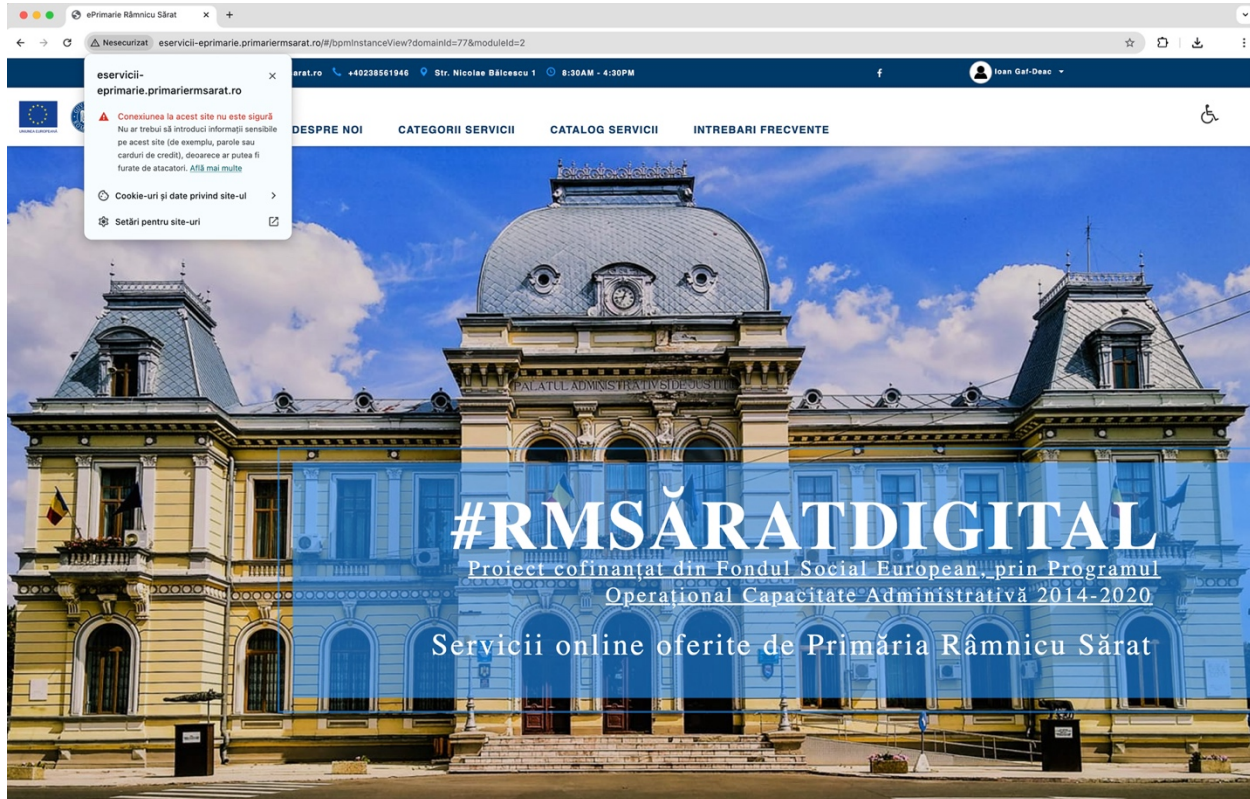 ePrimarie Râmnicu Sărat
Nesecurizat
eservicii-eprimarie.primariermsarat.ro/#/bpmInstanceView?domainId=77&moduleId=2
eservicii-
eprimarie.primariermsarat.ro
Conexiunea la acest site nu este sigură
Nu ar trebui să introduci informații sensibile
pe acest site (de exemplu, parole sau
carduri de credit), deoarece ar putea fi
furate de atacatori. Află mai multe
Cookie-uri și date privind site-ul
Setări pentru site-uri
arat.ro +40238561946 Str. Nicolae Bălcescu 1 8:30AM - 4:30PM
f
Ioan Gaf-Deac
UNIUNEA EUROPEANĂ
DESPRE NOI CATEGORII SERVICII CATALOG SERVICII INTREBARI FRECVENTE
PALATUL ADMINISTRATIV SI DE JUSTIT
#RMSĂRATDIGITAL
Proiect cofinanțat din Fondul Social European, prin Programul
Operațional Capacitate Administrativă 2014-2020
Servicii online oferite de Primăria Râmnicu Sărat